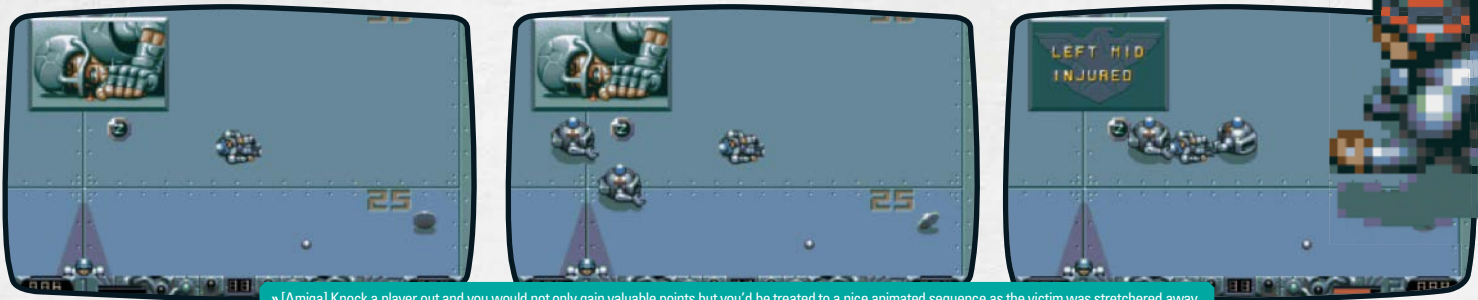 25
25
LEFT MID
INJURED
» [Amiga] Knock a player out and you would not only gain valuable points but you'd be treated to a nice animated sequence as the victim was stretchered away.